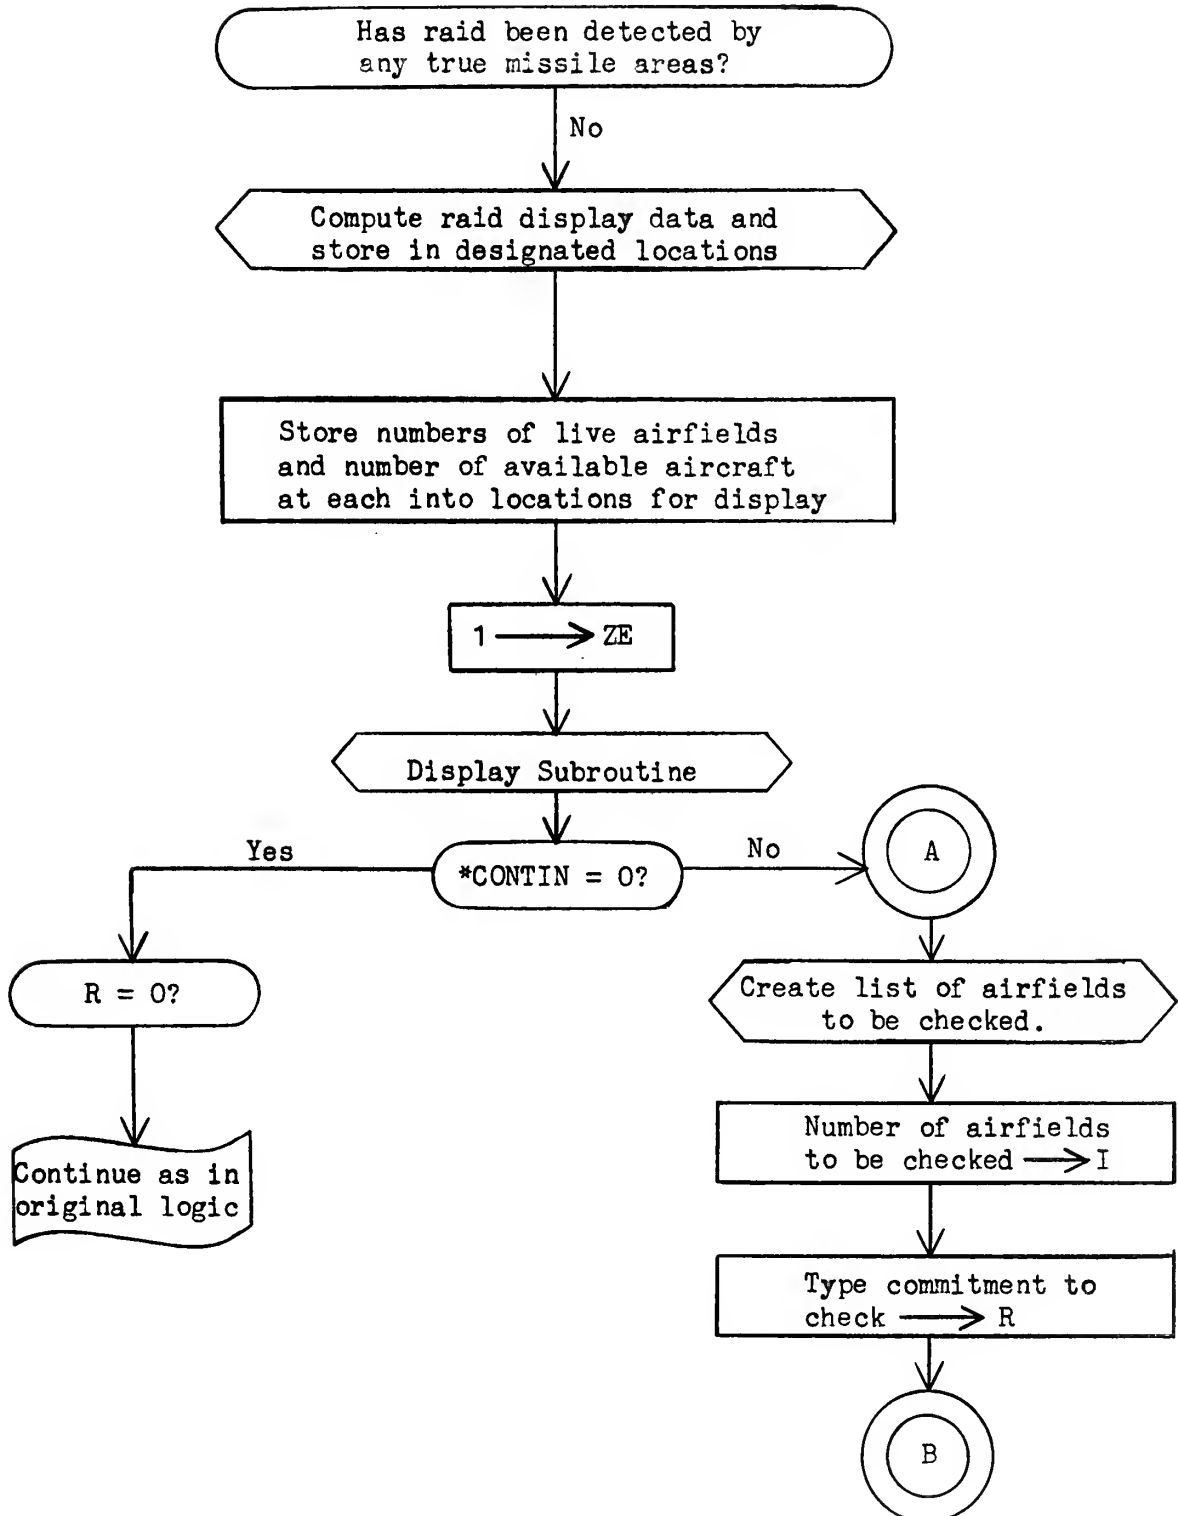 Has raid been detected by
any true missile areas?
No
Compute raid display data and
store in designated locations
Store numbers of live airfields
and number of available aircraft
at each into locations for display
1 ⟶ ZE
Display Subroutine
Yes
*CONTIN = 0?
No
A
R = 0?
Continue as in
original logic
Create list of airfields
to be checked.
Number of airfields
to be checked ⟶ I
Type commitment to
check ⟶ R
B